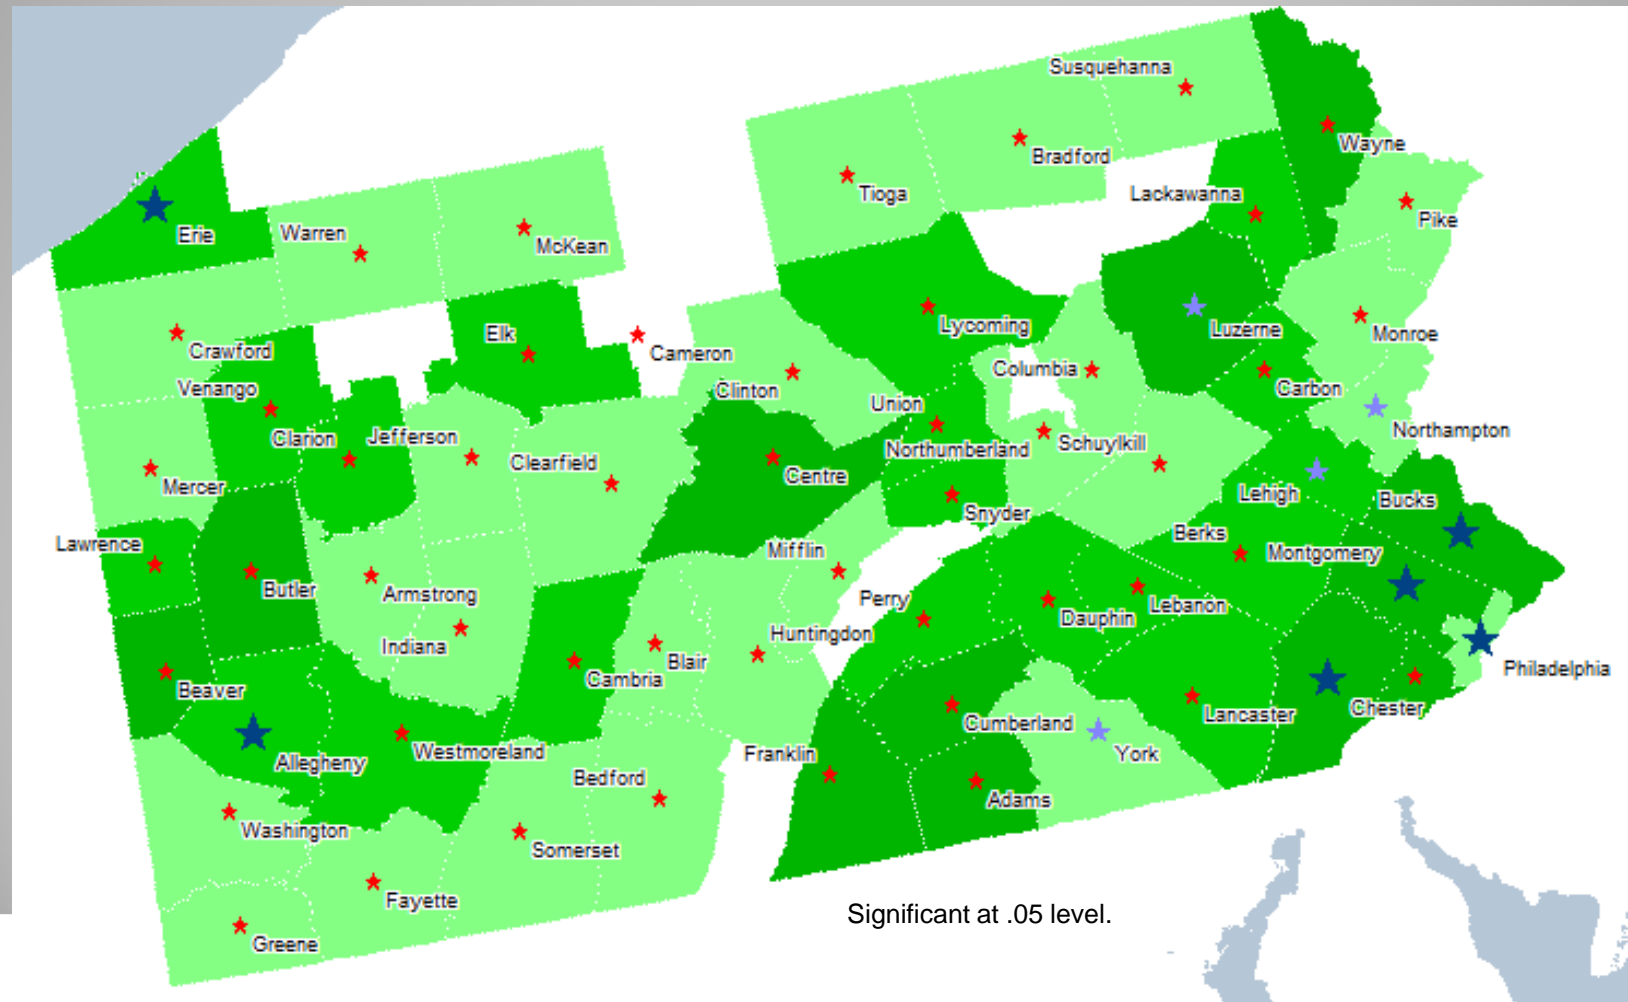 Susquehanna
Wayne
Bradford
Tioga
Lackawanna
Pike
Erie
Warren
McKean
Lycoming
Luzerne
Monroe
Elk
Crawford
Cameron
Columbia
Venango
Clinton
Carbon
Union
Northampton
Clarion
Jefferson
Northumberland
Schuylkill
Clearfield
Centre
Mercer
Lehigh
Bucks
Snyder
Lawrence
Mifflin
Berks
Montgomery
Butler
Armstrong
Perry
Lebanon
Dauphin
Indiana
Huntingdon
Blair
Philadelphia
Cambria
Beaver
Cumberland
Lancaster
Chester
Westmoreland
Franklin
York
Allegheny
Bedford
Adams
Washington
Somerset
Fayette
Significant at .05 level.
Greene